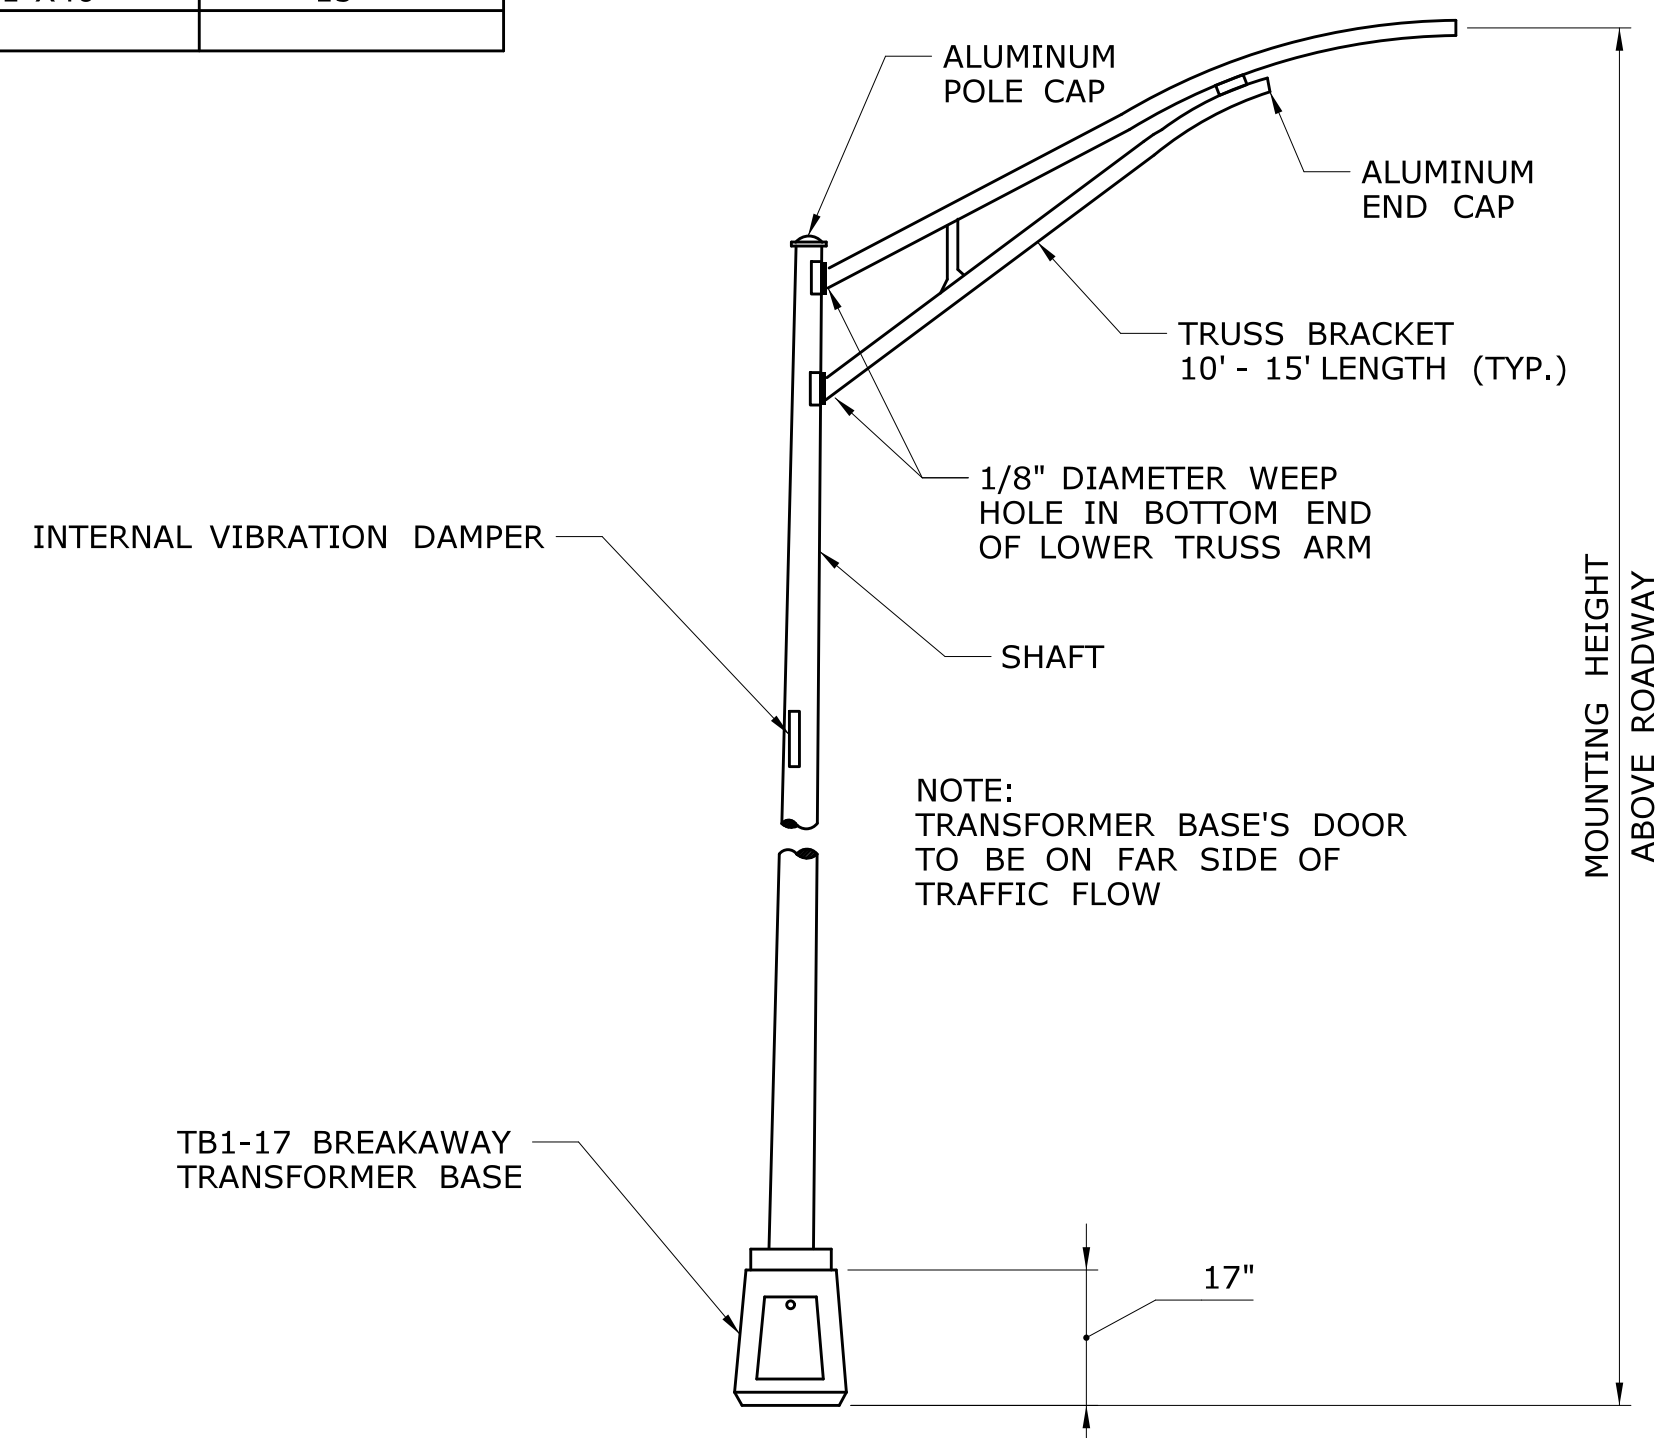 ALUMINUM
POLE CAP
ALUMINUM
END CAP
TRUSS BRACKET
10' - 15' LENGTH (TYP.)
1/8" DIAMETER WEEP
HOLE IN BOTTOM END
OF LOWER TRUSS ARM
INTERNAL VIBRATION DAMPER
SHAFT
MOUNTING HEIGHT
ABOVE ROADWAY
NOTE:
TRANSFORMER BASE'S DOOR
TO BE ON FAR SIDE OF
TRAFFIC FLOW
TB1-17 BREAKAWAY
TRANSFORMER BASE
17"